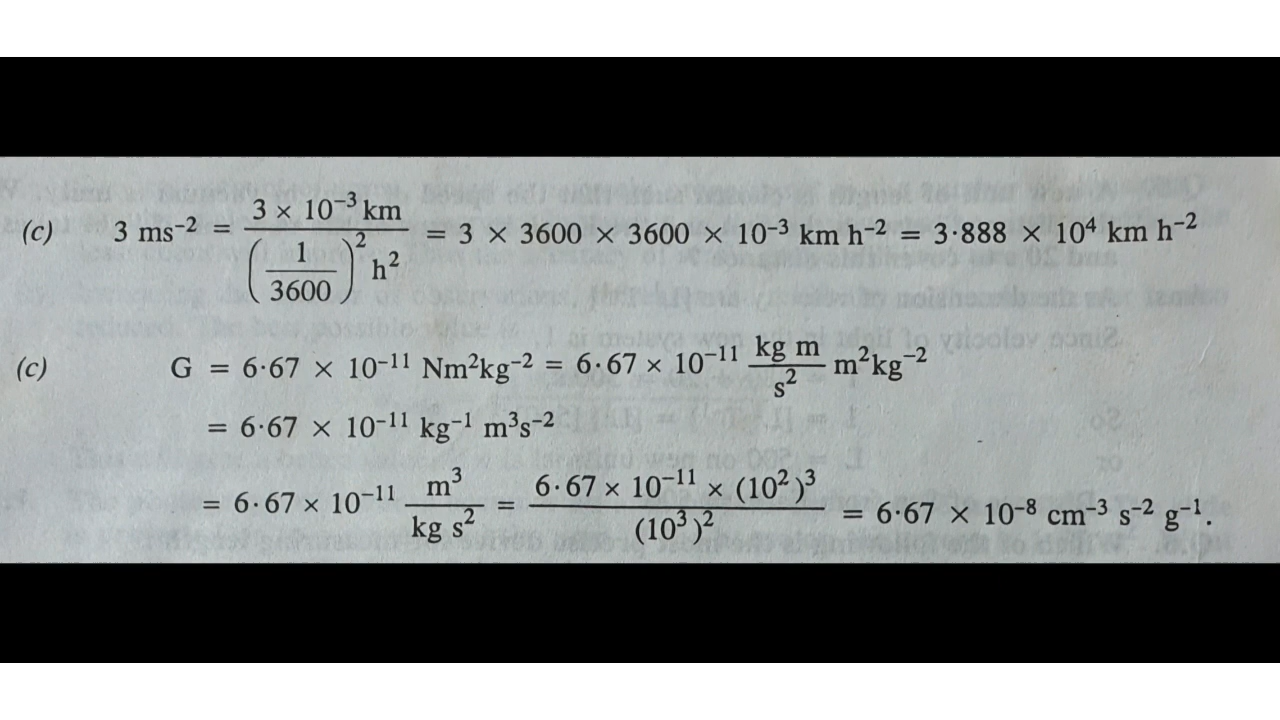 (c) 3 ms⁻² = 3 × 10⁻³ km / (1/3600)² h² = 3 × 3600 × 3600 × 10⁻³ km h⁻² = 3·888 × 10⁴ km h⁻²
(c) G = 6·67 × 10⁻¹¹ Nm²kg⁻² = 6·67 × 10⁻¹¹ kg m / s² m²kg⁻²
= 6·67 × 10⁻¹¹ kg⁻¹ m³s⁻²
= 6·67 × 10⁻¹¹ m³ / kg s² = 6·67 × 10⁻¹¹ × (10²)³ / (10³)² = 6·67 × 10⁻⁸ cm⁻³ s⁻² g⁻¹.